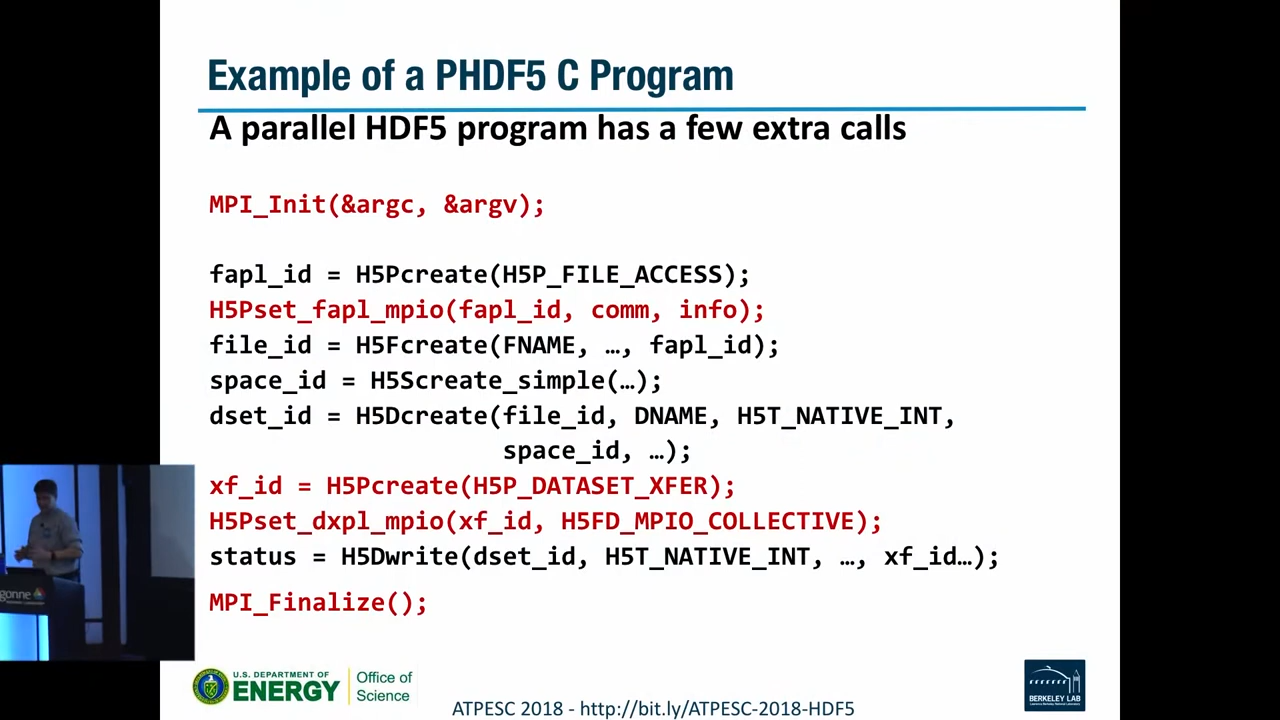 Example of a PHDF5 C Program
A parallel HDF5 program has a few extra calls
MPI_Init(&argc, &argv);
fapl_id = H5Pcreate(H5P_FILE_ACCESS);
H5Pset_fapl_mpio(fapl_id, comm, info);
file_id = H5Fcreate(FNAME, …, fapl_id);
space_id = H5Screate_simple(…);
dset_id = H5Dcreate(file_id, DNAME, H5T_NATIVE_INT,
space_id, …);
xf_id = H5Pcreate(H5P_DATASET_XFER);
H5Pset_dxpl_mpio(xf_id, H5FD_MPIO_COLLECTIVE);
status = H5Dwrite(dset_id, H5T_NATIVE_INT, …, xf_id…);
MPI_Finalize();
gonne
U.S. DEPARTMENT OF
ENERGY
Office of
Science
BERKELEY LAB
ATPESC 2018 - http://bit.ly/ATPESC-2018-HDF5